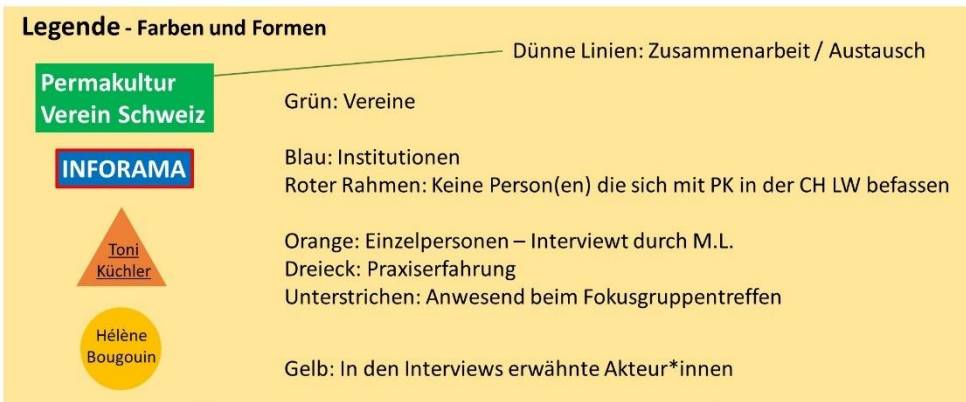 Legende - Farben und Formen
Dünne Linien: Zusammenarbeit / Austausch
Permakultur
Verein Schweiz
Grün: Vereine
INFORAMA
Blau: Institutionen
Roter Rahmen: Keine Person(en) die sich mit PK in der CH LW befassen
Toni
Küchler
Orange: Einzelpersonen – Interviewt durch M.L.
Dreieck: Praxiserfahrung
Unterstrichen: Anwesend beim Fokusgruppentreffen
Hélène
Bougouin
Gelb: In den Interviews erwähnte Akteur*innen